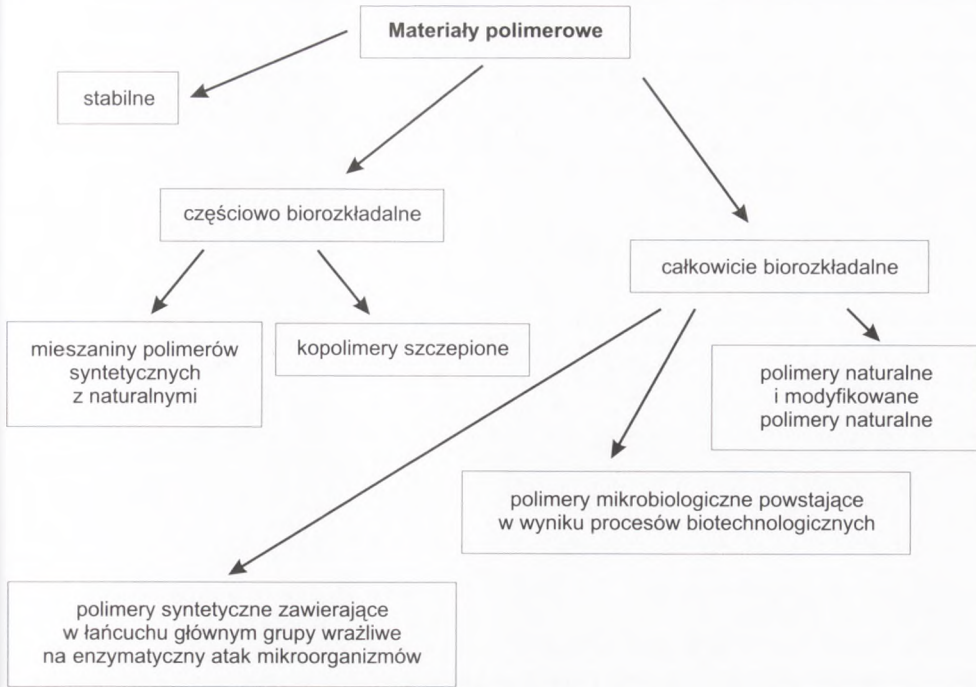 Materiały polimerowe
stabilne
częściowo biorozkładalne
całkowicie biorozkładalne
mieszaniny polimerów
syntetycznych
z naturalnymi
kopolimery szczepione
polimery naturalne
i modyfikowane
polimery naturalne
polimery mikrobiologiczne powstające
w wyniku procesów biotechnologicznych
polimery syntetyczne zawierające
w łańcuchu głównym grupy wrażliwe
na enzymatyczny atak mikroorganizmów